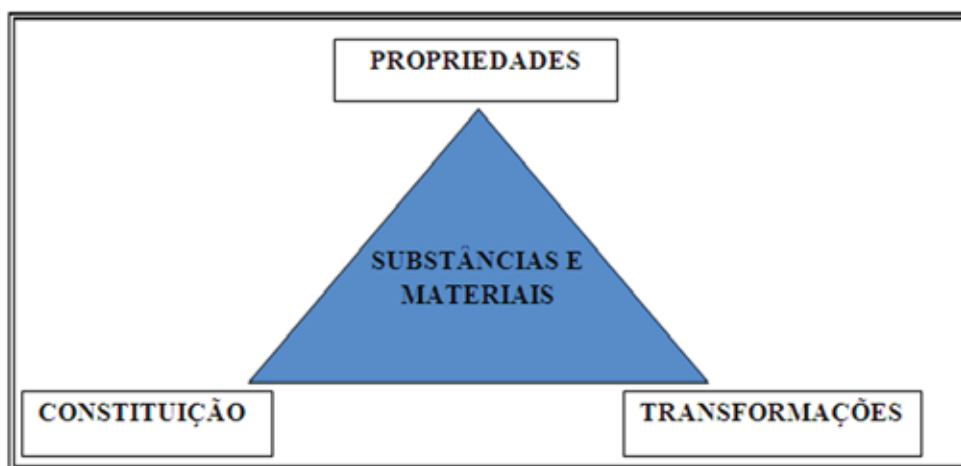 PROPRIEDADES
SUBSTÂNCIAS E
MATERIAIS
CONSTITUIÇÃO
TRANSFORMAÇÕES